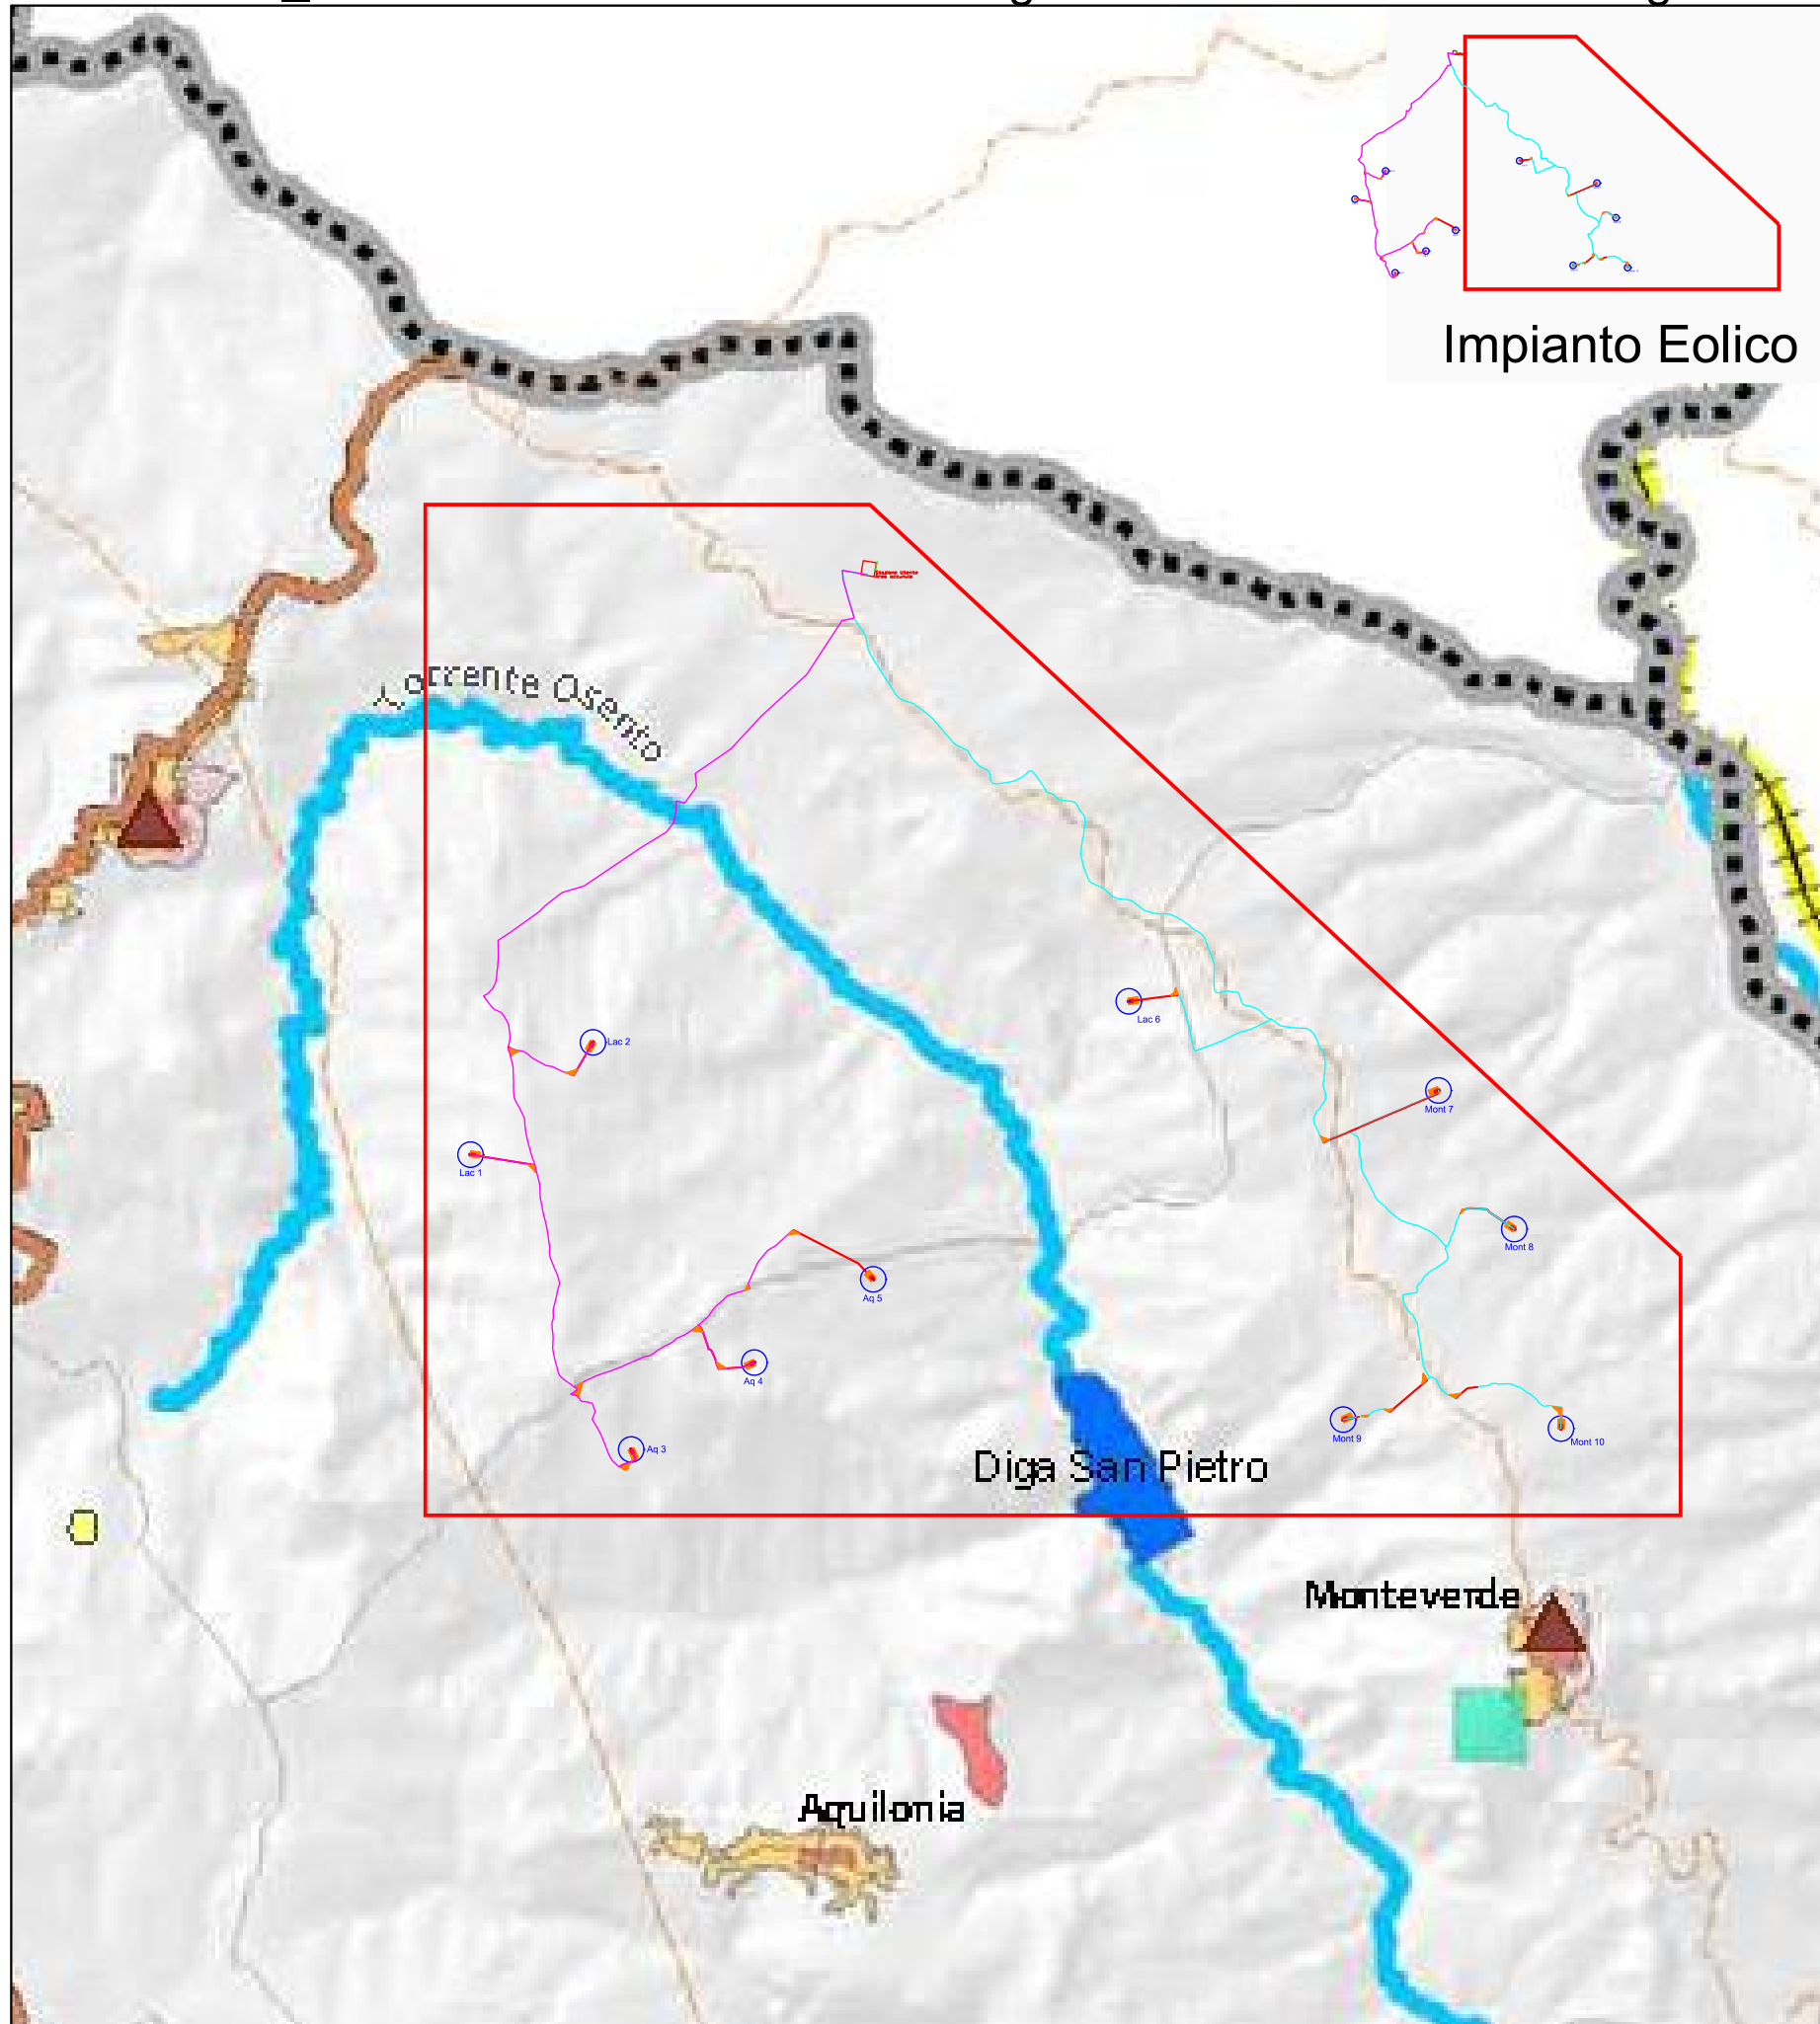 Impianto Eolico
Torrente Osento
Lac 6
Lac 2
Mont 7
Lac 1
Mont 8
Aq 5
Aq 4
Mont 9
Mont 10
Aq 3
Diga San Pietro
Monteverde
Aquilonia